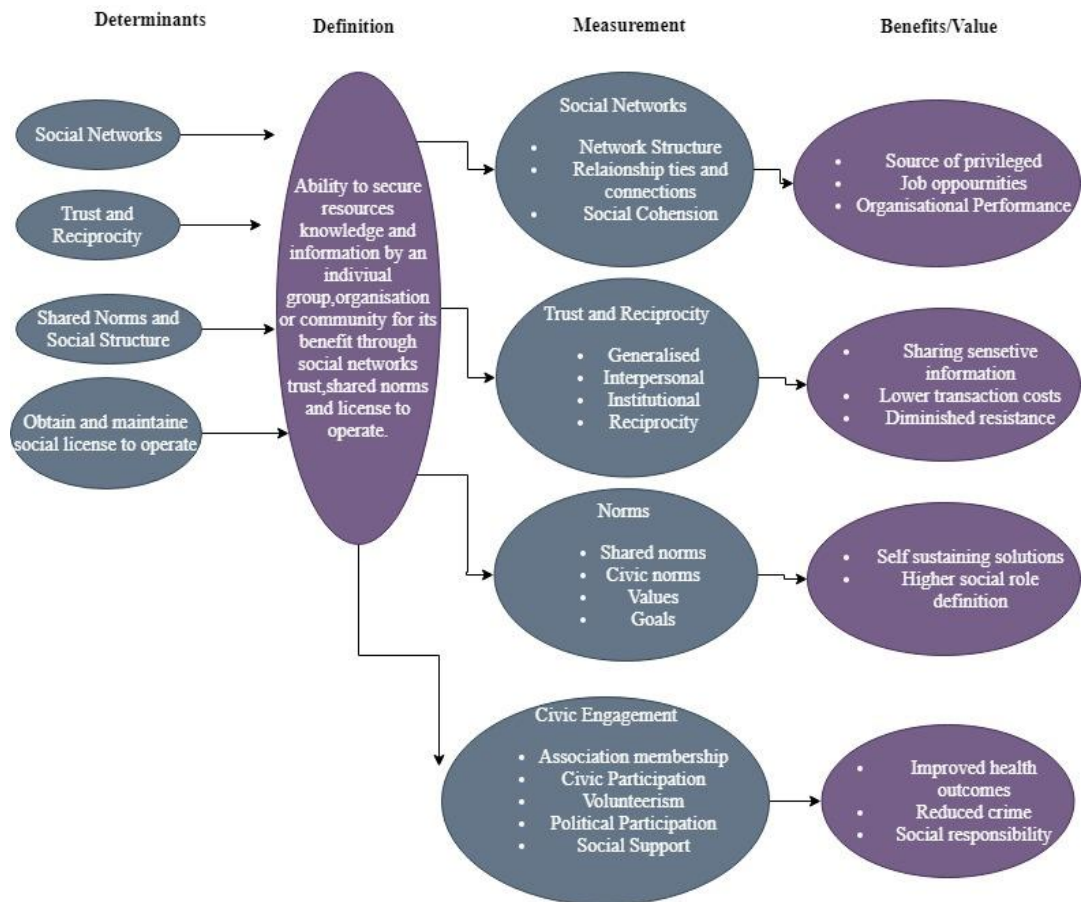 Determinants
Definition
Measurement
Benefits/Value
Social Networks
Trust and
Reciprocity
Shared Norms and
Social Structure
Obtain and maintaine
social license to operate
Ability to secure
resources
knowledge and
information by an
indiviual
group,organisation
or community for its
benefit through
social networks
trust,shared norms
and license to
operate.
Social Networks
• Network Structure
• Relaionship ties and
connections
• Social Cohension
Trust and Reciprocity
• Generalised
• Interpersonal
• Institutional
• Reciprocity
Norms
• Shared norms
• Civic norms
• Values
• Goals
Civic Engagement
• Association membership
• Civic Participation
• Volunteerism
• Political Participation
• Social Support
• Source of privileged
• Job oppournities
• Organisational Performance
• Sharing sensetive
information
• Lower transaction costs
• Diminished resistance
• Self sustaining solutions
• Higher social role
definition
• Improved health
outcomes
• Reduced crime
• Social responsibility